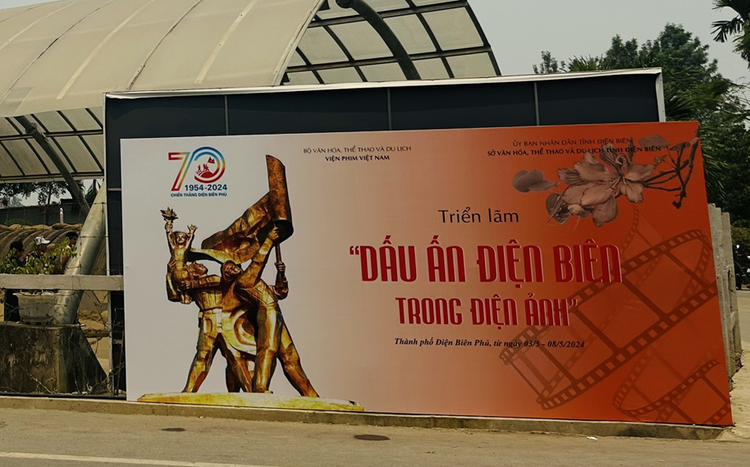 70
1954-2024
CHIẾN THẮNG ĐIỆN BIÊN PHỦ
BỘ VĂN HÓA, THỂ THAO VÀ DU LỊCH
VIỆN PHIM VIỆT NAM
ỦY BAN NHÂN DÂN TỈNH ĐIỆN BIÊN
SỞ VĂN HÓA, THỂ THAO VÀ DU LỊCH TỈNH ĐIỆN BIÊN
Triển lãm
“DẤU ẤN ĐIỆN BIÊN
TRONG ĐIỆN ẢNH”
Thành phố Điện Biên Phủ, từ ngày 03/5 - 08/5/2024